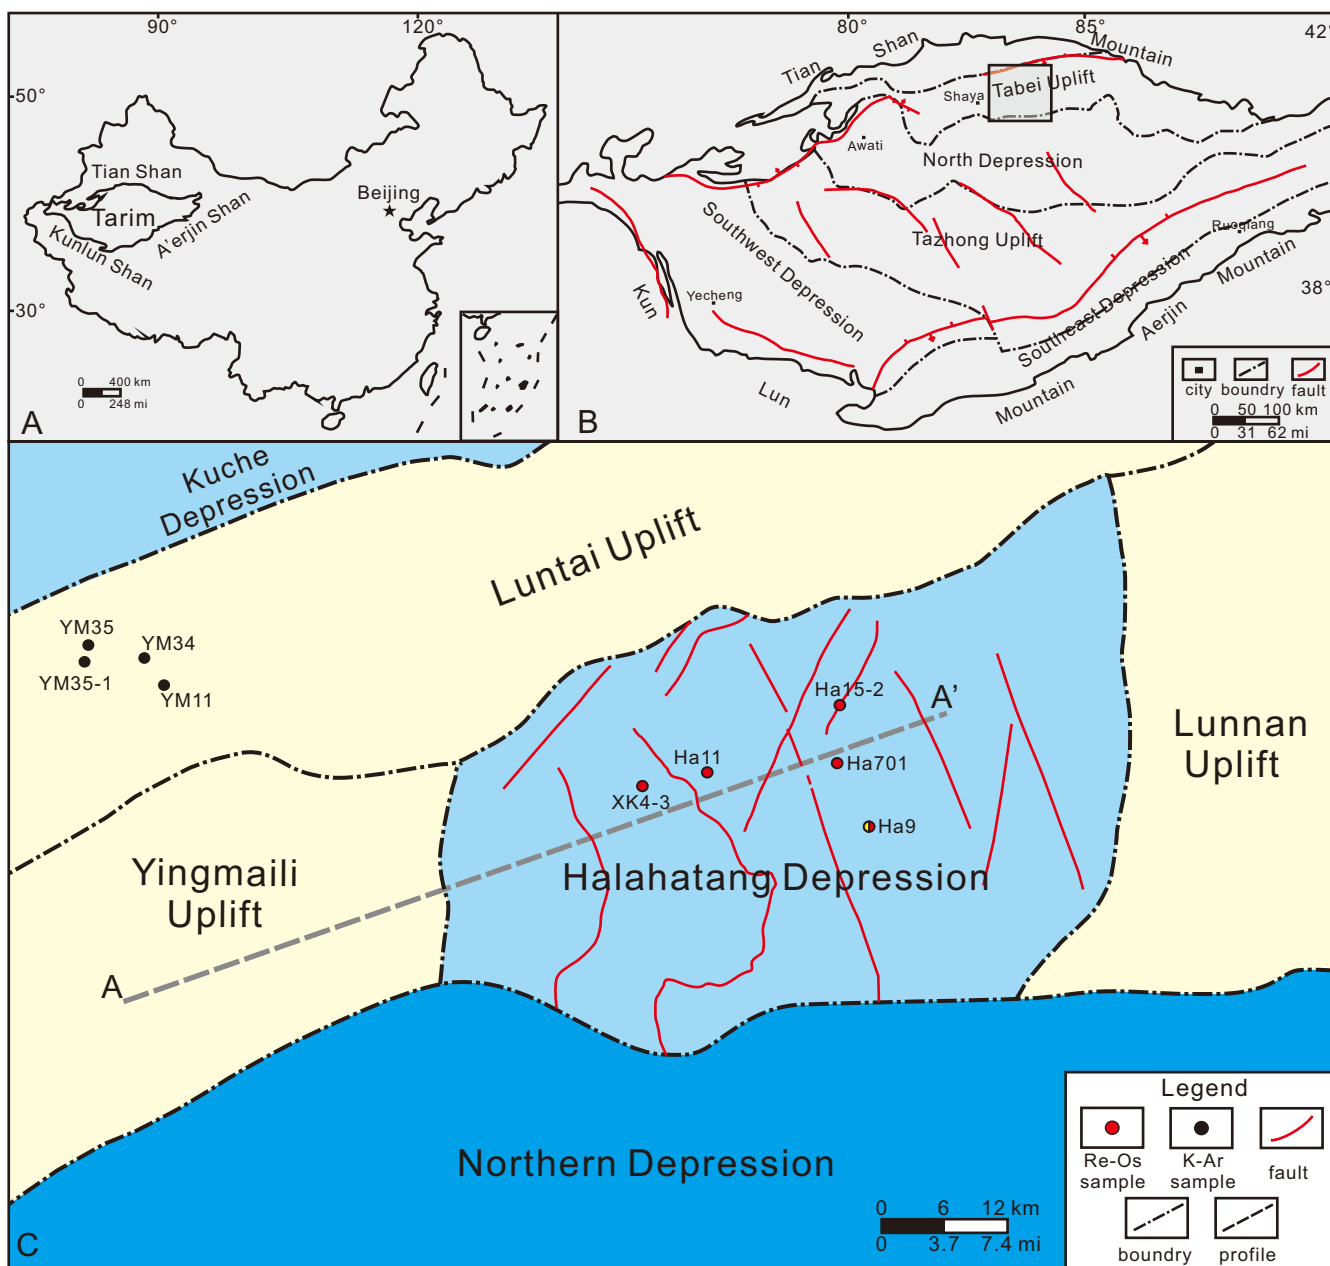 90°
120°
50°
30°
Tian Shan
Tarim
Kunlun Shan
A'erjin Shan
Beijing
0 400 km
0 248 mi
A
80°
85°
42°
38°
Tian Shan Mountain
Shaya
Tabei Uplift
Awati
North Depression
Southwest Depression
Tazhong Uplift
Ruoqiang
Yecheng
Southeast Depression
Kun Lun Mountain
Aerjin Mountain
city boundry fault
0 50 100 km
0 31 62 mi
B
Kuche
Depression
Luntai Uplift
YM35
YM34
YM35-1
YM11
Ha15-2
A'
Lunnan
Uplift
Ha11
Ha701
XK4-3
Ha9
Yingmaili
Uplift
Halahatang Depression
A
Northern Depression
0 6 12 km
0 3.7 7.4 mi
C
Legend
Re-Os
sample
K-Ar
sample
fault
boundry
profile